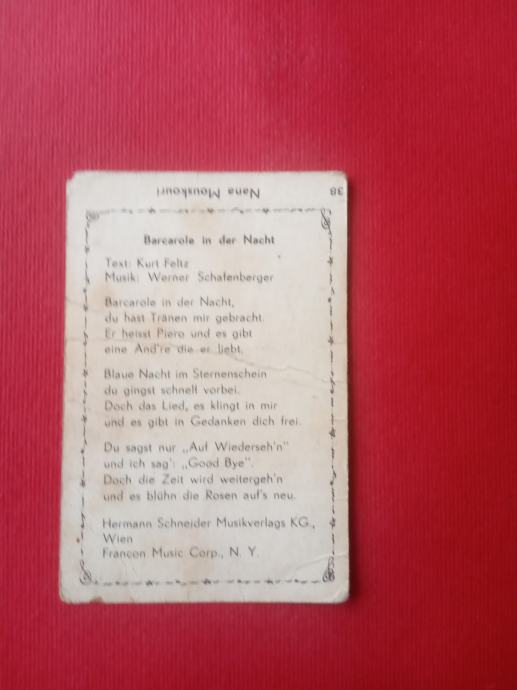 38 Nana Mouskouri
Barcarole in der Nacht
Text: Kurt Feltz
Musik: Werner Scharfenberger
Barcarole in der Nacht,
du hast Tränen mir gebracht.
Er heisst Piero und es gibt
eine And're die er liebt.
Blaue Nacht im Sternenschein
du gingst schnell vorbei.
Doch das Lied, es klingt in mir
und es gibt in Gedanken dich frei.
Du sagst nur „Auf Wiederseh'n"
und ich sag': „Good Bye".
Doch die Zeit wird weitergeh'n
und es blühn die Rosen auf's neu.
Hermann Schneider Musikverlags KG.,
Wien
Francon Music Corp., N. Y.